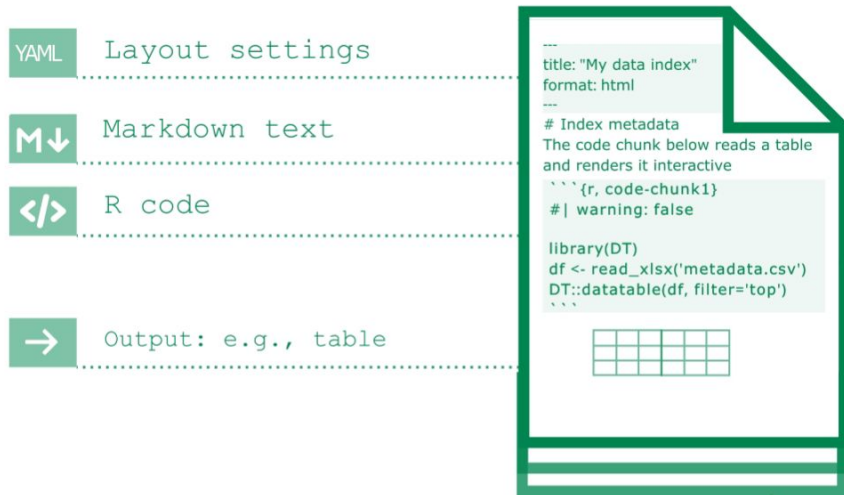 YAML Layout settings
---
title: "My data index"
format: html
---
M↓ Markdown text
# Index metadata
The code chunk below reads a table
and renders it interactive
</> R code
```{r, code-chunk1}
#| warning: false
library(DT)
df <- read_xlsx('metadata.csv')
DT::datatable(df, filter='top')
```
→ Output: e.g., table